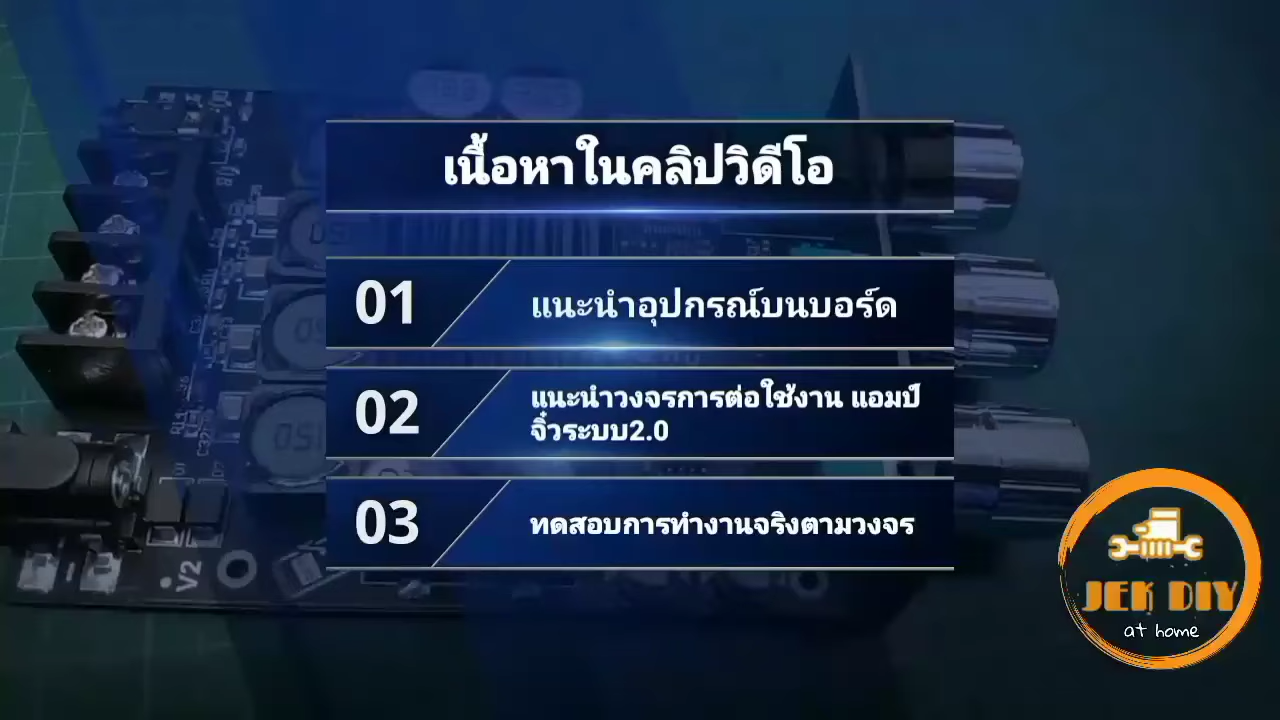 เนื้อหาในคลิปวิดีโอ
01
แนะนำอุปกรณ์บนบอร์ด
02
แนะนำวงจรการต่อใช้งาน แอมป์
จิ๋วระบบ2.0
03
ทดสอบการทำงานจริงตามวงจร
V2
JEK DIY
at home